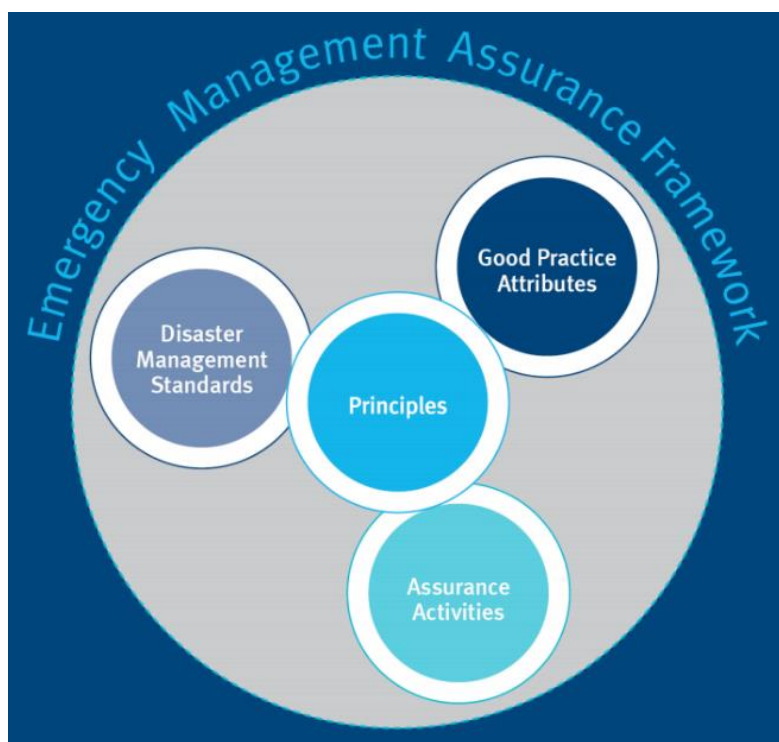 Emergency Management Assurance Framework
Good Practice
Attributes
Disaster
Management
Standards
Principles
Assurance
Activities